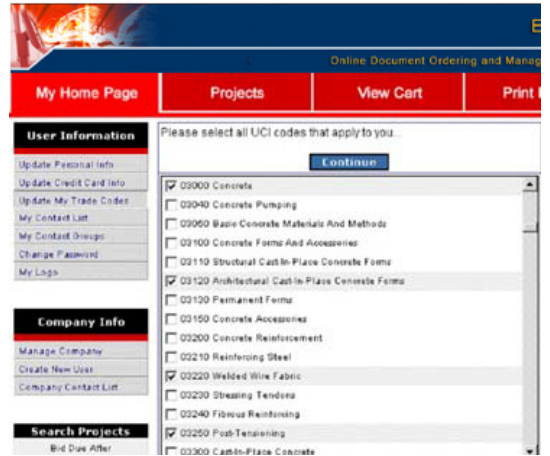 E
Online Document Ordering and Manag
My Home Page
Projects
View Cart
Print
User Information
Update Personal Info
Update Credit Card Info
Update My Trade Codes
My Contact List
My Contact Groups
Change Password
My Logo
Company Info
Manage Company
Create New User
Company Contact List
Search Projects
Bid Due After
Please select all UCI codes that apply to you...
Continue
03000 Concrete
03040 Concrete Pumping
03050 Basic Concrete Materials And Methods
03100 Concrete Forms And Accessories
03110 Structural Cast-In-Place Concrete Forms
03120 Architectural Cast-In-Place Concrete Forms
03130 Permanent Forms
03150 Concrete Accessories
03200 Concrete Reinforcement
03210 Reinforcing Steel
03220 Welded Wire Fabric
03230 Stressing Tendons
03240 Fibrous Reinforcing
03250 Post-Tensioning
03300 Cast-In-Place Concrete